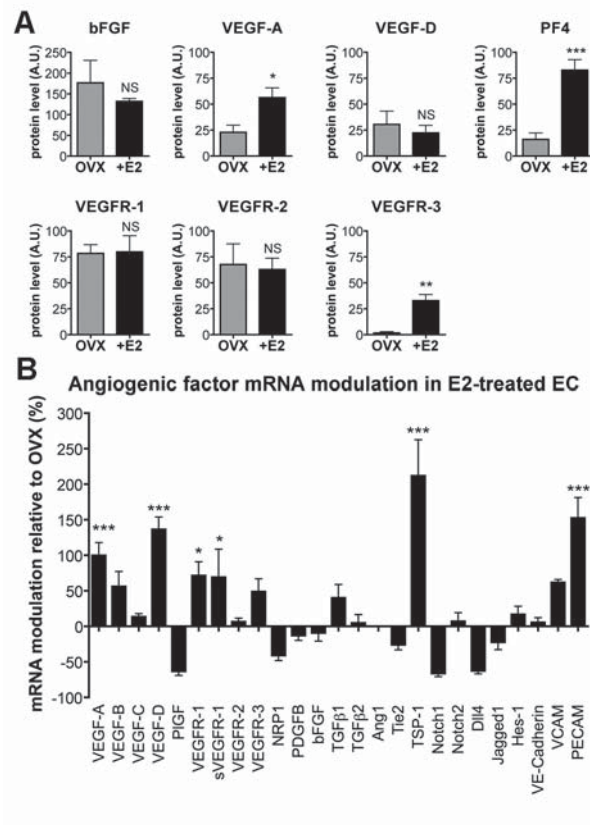 A
bFGF
protein level (A.U.)
250
200
150
100
50
0
NS
OVX +E2
VEGF-A
protein level (A.U.)
100
75
50
25
0
*
OVX +E2
VEGF-D
protein level (A.U.)
100
75
50
25
0
NS
OVX +E2
PF4
protein level (A.U.)
100
75
50
25
0
***
OVX +E2
VEGFR-1
protein level (A.U.)
100
75
50
25
0
NS
OVX +E2
VEGFR-2
protein level (A.U.)
100
75
50
25
0
NS
OVX +E2
VEGFR-3
protein level (A.U.)
100
75
50
25
0
**
OVX +E2
B
Angiogenic factor mRNA modulation in E2-treated EC
mRNA modulation relative to OVX (%)
300
250
200
150
100
50
0
-50
-100
***
***
*
*
***
***
VEGF-A
VEGF-B
VEGF-C
VEGF-D
PlGF
VEGFR-1
sVEGFR-1
VEGFR-2
VEGFR-3
NRP1
PDGFB
bFGF
TGFβ1
TGFβ2
Ang1
Tie2
TSP-1
Notch1
Notch2
Dll4
Jagged1
Hes-1
VE-Cadherin
VCAM
PECAM